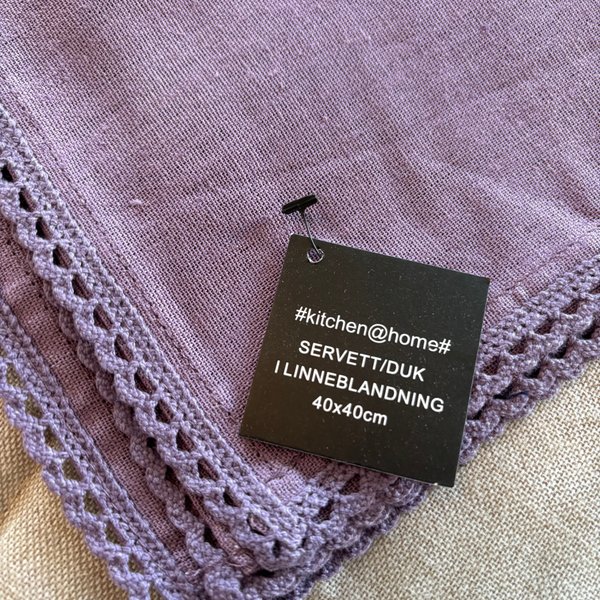 #kitchen@home#
SERVETT/DUK
I LINNEBLANDNING
40x40cm